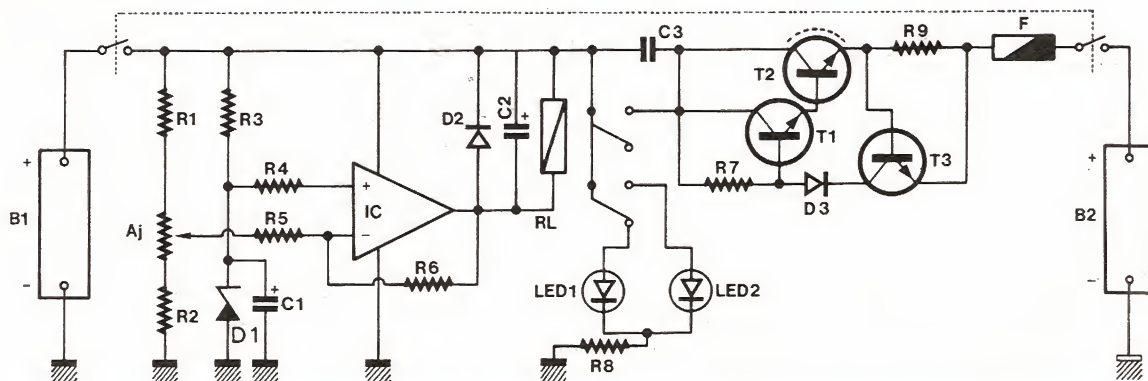 C3
F
R9
T2
R1
R3
D2
C2
+
T1
T3
+
R4
+
R7
+
B1
IC
D3
Aj
R5
−
RL
B2
R6
−
LED1
LED2
−
+
R2
C1
D1
R8